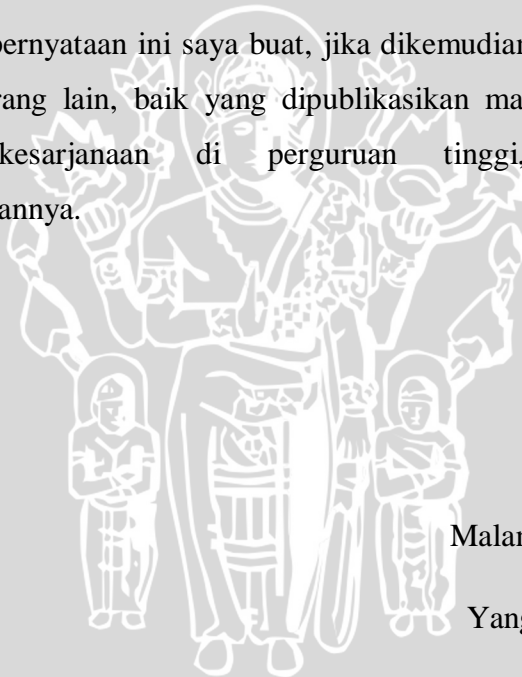 pernyataan ini saya buat, jika dikemudian
rang lain, baik yang dipublikasikan ma
kesarjanaan di perguruan tinggi,
annya.
Malan
Yang